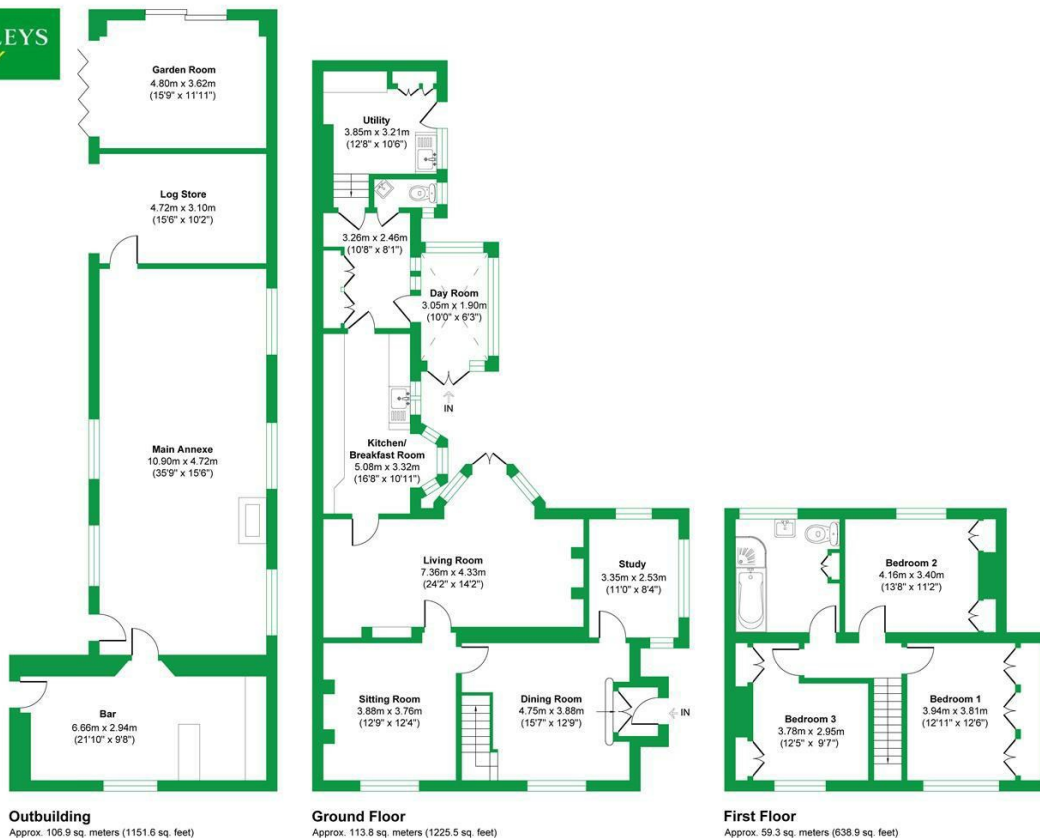 LEYS
Garden Room
4.80m x 3.62m
(15'9" x 11'11")
Log Store
4.72m x 3.10m
(15'6" x 10'2")
Main Annexe
10.90m x 4.72m
(35'9" x 15'6")
Bar
6.66m x 2.94m
(21'10" x 9'8")
Outbuilding
Approx. 106.9 sq. meters (1151.6 sq. feet)
Utility
3.85m x 3.21m
(12'8" x 10'6")
3.26m x 2.46m
(10'8" x 8'1")
Day Room
3.05m x 1.90m
(10'0" x 6'3")
IN
Kitchen/
Breakfast Room
5.08m x 3.32m
(16'8" x 10'11")
Living Room
7.36m x 4.33m
(24'2" x 14'2")
Study
3.35m x 2.53m
(11'0" x 8'4")
Sitting Room
3.88m x 3.76m
(12'9" x 12'4")
Dining Room
4.75m x 3.88m
(15'7" x 12'9")
IN
Ground Floor
Approx. 113.8 sq. meters (1225.5 sq. feet)
Bedroom 2
4.16m x 3.40m
(13'8" x 11'2")
Bedroom 1
3.94m x 3.81m
(12'11" x 12'6")
Bedroom 3
3.78m x 2.95m
(12'5" x 9'7")
First Floor
Approx. 59.3 sq. meters (638.9 sq. feet)